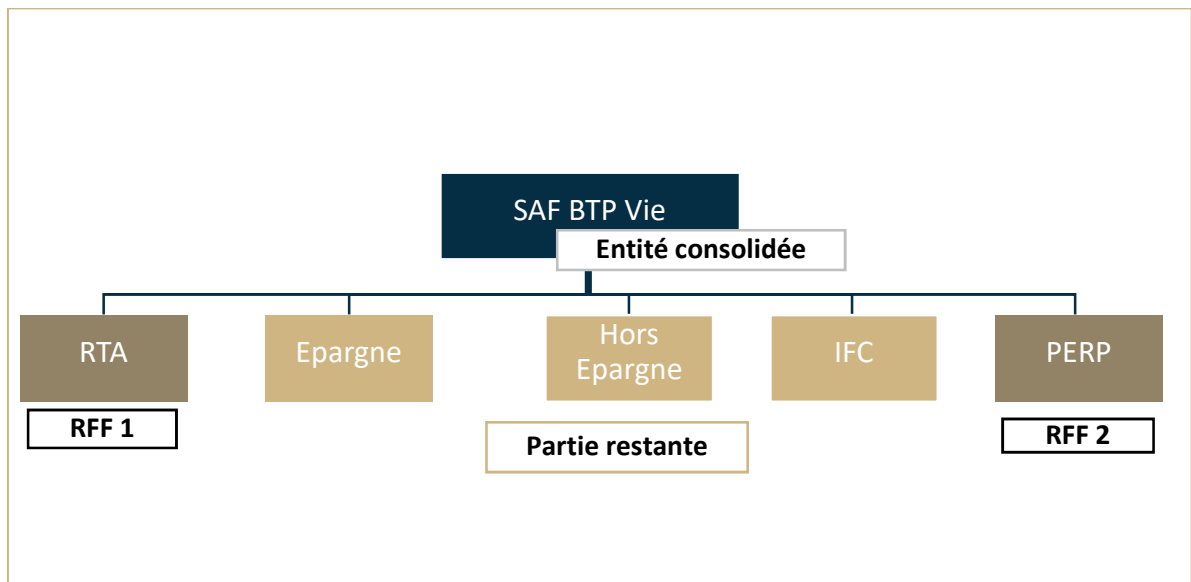 SAF BTP Vie
Entité consolidée
RTA
Epargne
Hors
Epargne
IFC
PERP
RFF 1
Partie restante
RFF 2